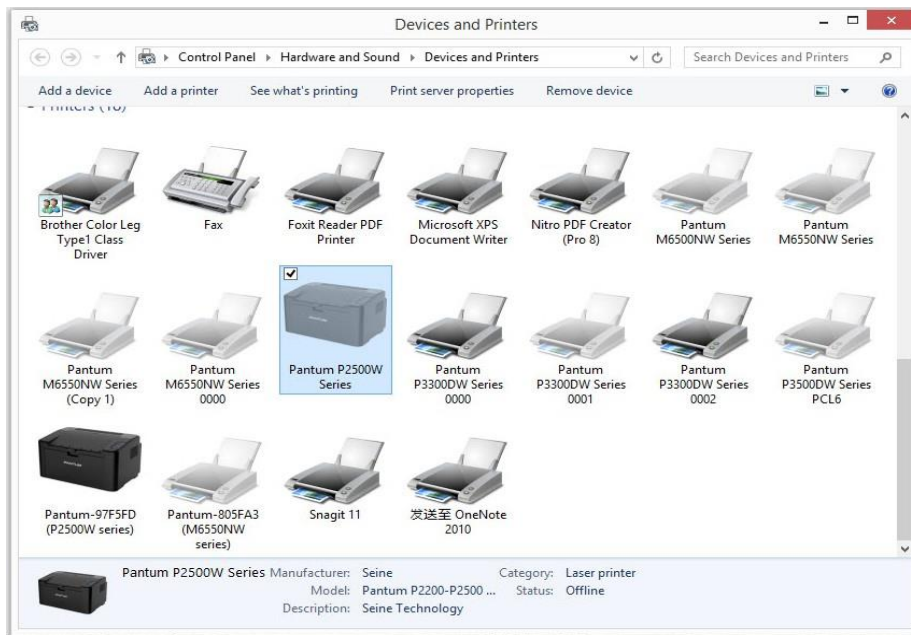 Devices and Printers
Control Panel Hardware and Sound Devices and Printers
Search Devices and Printers
Add a device Add a printer See what's printing Print server properties Remove device
Printers
Brother Color Leg
Type1 Class
Driver
Fax
Foxit Reader PDF
Printer
Microsoft XPS
Document Writer
Nitro PDF Creator
(Pro 8)
Pantum
M6500NW Series
Pantum
M6550NW Series
Pantum
M6550NW Series
(Copy 1)
Pantum
M6550NW Series
0000
Pantum P2500W
Series
Pantum
P3300DW Series
0000
Pantum
P3300DW Series
0001
Pantum
P3300DW Series
0002
Pantum
P3500DW Series
PCL6
Pantum-97F5FD
(P2500W series)
Pantum-805FA3
(M6550NW
series)
Snagit 11
发送至 OneNote
2010
Pantum P2500W Series Manufacturer: Seine Category: Laser printer
Model: Pantum P2200-P2500 ... Status: Offline
Description: Seine Technology